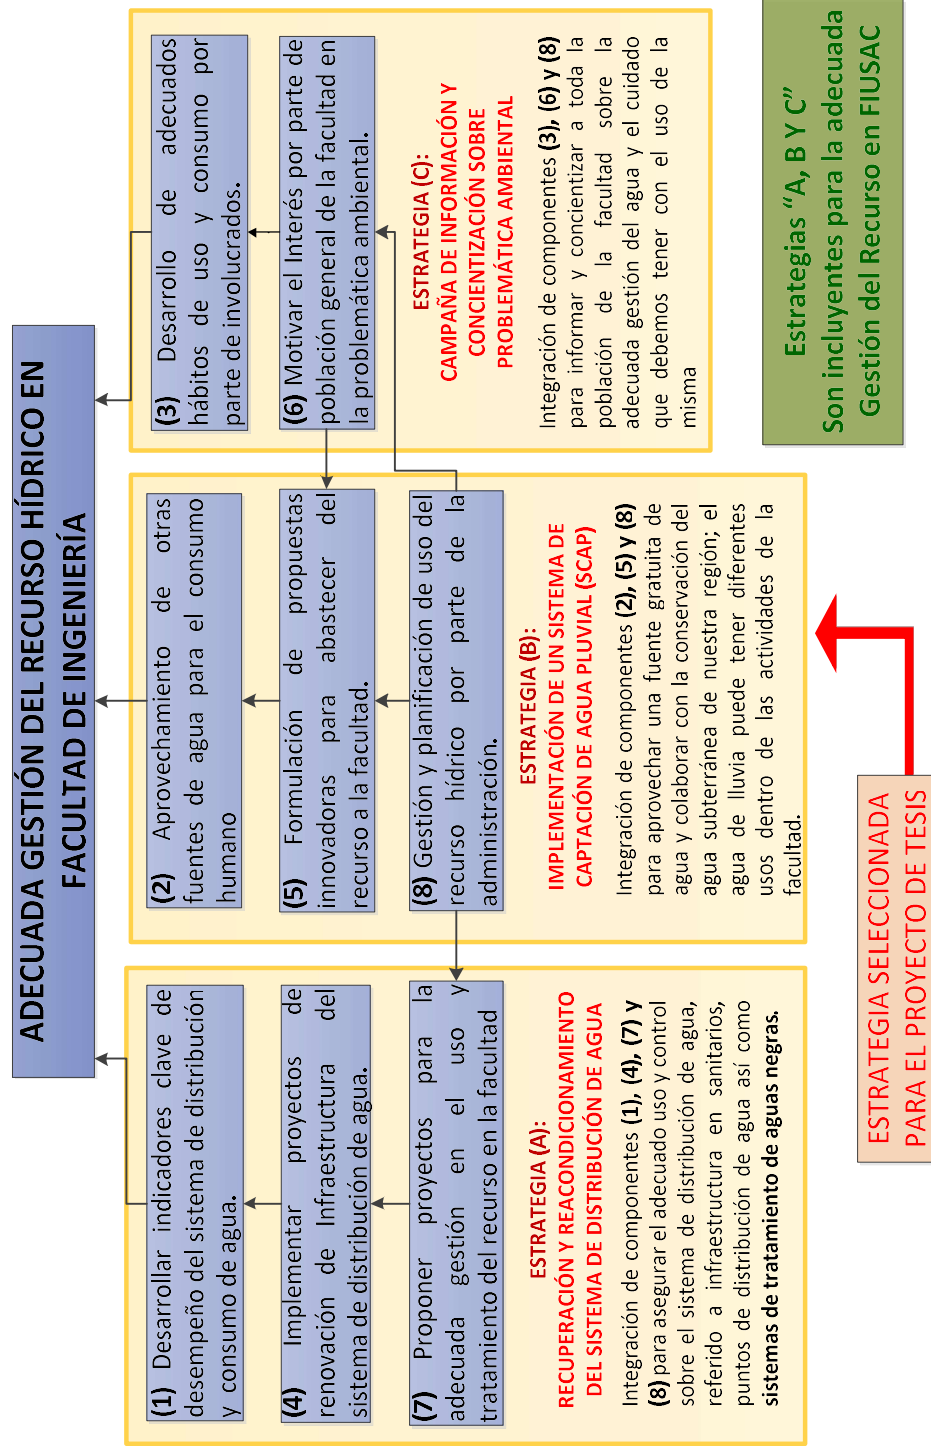 ADECUADA GESTIÓN DEL RECURSO HÍDRICO EN
FACULTAD DE INGENIERÍA
(1) Desarrollar indicadores clave de
desempeño del sistema de distribución
y consumo de agua.
(4) Implementar proyectos de
renovación de Infraestructura del
sistema de distribución de agua.
(7) Proponer proyectos para la
adecuada gestión en el uso y
tratamiento del recurso en la facultad
ESTRATEGIA (A):
RECUPERACIÓN Y REACONDICIONAMIENTO
DEL SISTEMA DE DISTRIBUCIÓN DE AGUA
Integración de componentes (1), (4), (7) y
(8) para asegurar el adecuado uso y control
sobre el sistema de distribución de agua,
referido a infraestructura en sanitarios,
puntos de distribución de agua así como
sistemas de tratamiento de aguas negras.
(2) Aprovechamiento de otras
fuentes de agua para el consumo
humano
(5) Formulación de propuestas
innovadoras para abastecer del
recurso a la facultad.
(8) Gestión y planificación de uso del
recurso hídrico por parte de la
administración.
ESTRATEGIA (B):
IMPLEMENTACIÓN DE UN SISTEMA DE
CAPTACIÓN DE AGUA PLUVIAL (SCAP)
Integración de componentes (2), (5) y (8)
para aprovechar una fuente gratuita de
agua y colaborar con la conservación del
agua subterránea de nuestra región; el
agua de lluvia puede tener diferentes
usos dentro de las actividades de la
facultad.
(3) Desarrollo de adecuados
hábitos de uso y consumo por
parte de involucrados.
(6) Motivar el Interés por parte de
población general de la facultad en
la problemática ambiental.
ESTRATEGIA (C):
CAMPAÑA DE INFORMACIÓN Y
CONCIENTIZACIÓN SOBRE
PROBLEMÁTICA AMBIENTAL
Integración de componentes (3), (6) y (8)
para informar y concientizar a toda la
población de la facultad sobre la
adecuada gestión del agua y el cuidado
que debemos tener con el uso de la
misma
ESTRATEGIA SELECCIONADA
PARA EL PROYECTO DE TESIS
Estrategias “A, B Y C”
Son incluyentes para la adecuada
Gestión del Recurso en FIUSAC